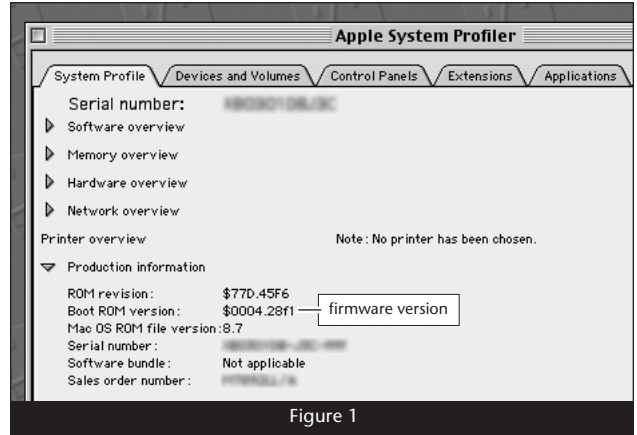 Apple System Profiler
System Profile Devices and Volumes Control Panels Extensions Applications
Serial number:
Software overview
Memory overview
Hardware overview
Network overview
Printer overview Note: No printer has been chosen.
Production information
ROM revision: $77D.45F6
Boot ROM version: $0004.28f1 firmware version
Mac OS ROM file version: 8.7
Serial number:
Software bundle: Not applicable
Sales order number:
Figure 1